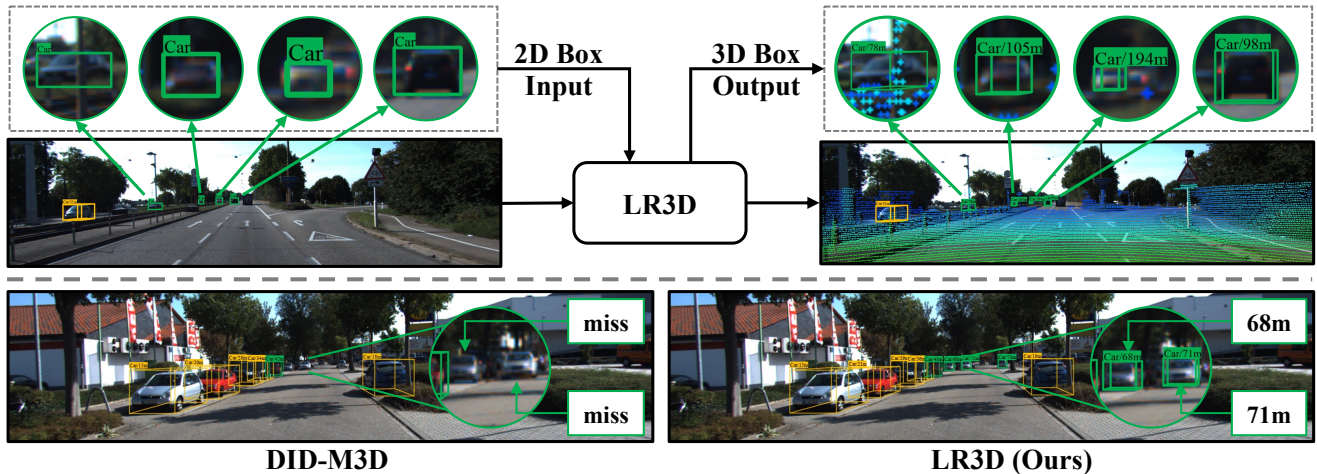 Car
Car
Car
Car
2D Box
Input
3D Box
Output
Car/78m
Car/105m
Car/194m
Car/98m
LR3D
miss
miss
Car/68m
Car/71m
68m
71m
DID-M3D
LR3D (Ours)